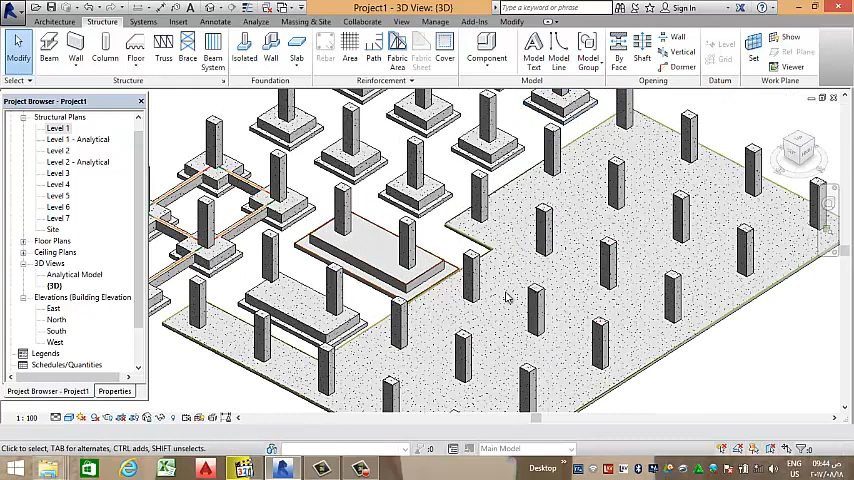 Project1 - 3D View: {3D}
Type a keyword or phrase
Sign In
Architecture Structure Systems Insert Annotate Analyze Massing & Site Collaborate View Manage Add-Ins Modify
Modify Beam Wall Column Floor Truss Brace Beam System Isolated Wall Slab Rebar Area Path Fabric Area Fabric Sheet Cover Component Model Text Model Line Model Group By Face Shaft Wall Vertical Dormer Level Grid Set Show Ref Plane Viewer
Select Structure Foundation Reinforcement Model Opening Datum Work Plane
Project Browser - Project1
Structural Plans
Level 1
Level 1 - Analytical
Level 2
Level 2 - Analytical
Level 3
Level 4
Level 5
Level 6
Level 7
Site
Floor Plans
Ceiling Plans
3D Views
Analytical Model
{3D}
Elevations (Building Elevation
East
North
South
West
Legends
Schedules/Quantities
Project Browser - Project1 Properties
1 : 100
Click to select, TAB for alternates, CTRL adds, SHIFT unselects.
:0
Main Model
:0
Desktop
ENG
US
09:44 ص
٢٠١٧/٠٨/١٨